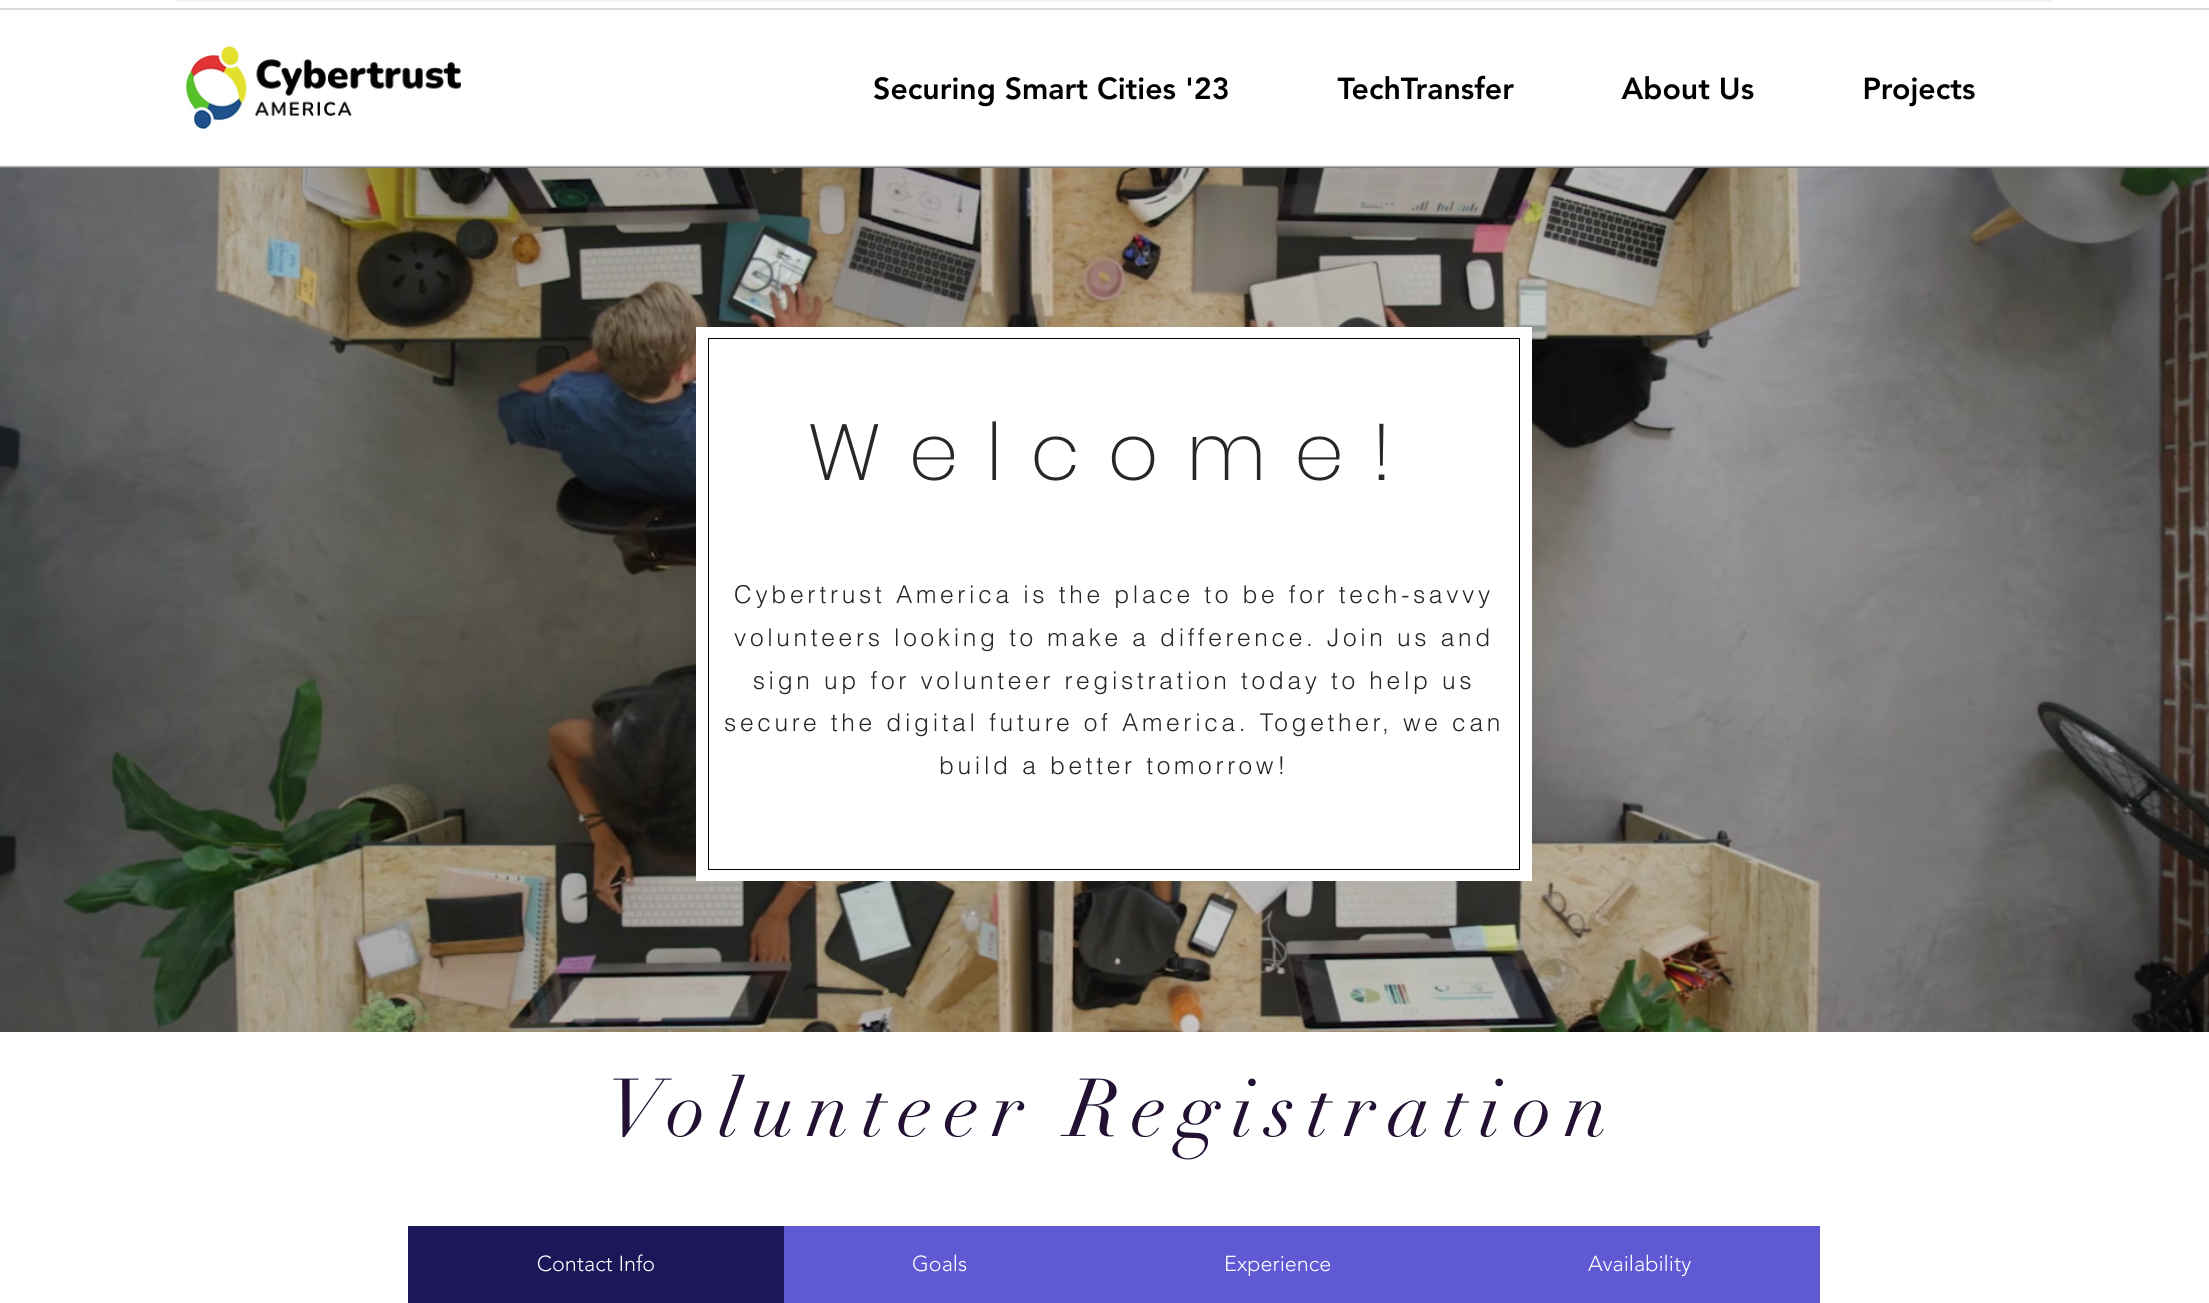 Cybertrust
AMERICA
Securing Smart Cities '23
TechTransfer
About Us
Projects
Welcome!
Cybertrust America is the place to be for tech-savvy
volunteers looking to make a difference. Join us and
sign up for volunteer registration today to help us
secure the digital future of America. Together, we can
build a better tomorrow!
Volunteer Registration
Contact Info
Goals
Experience
Availability